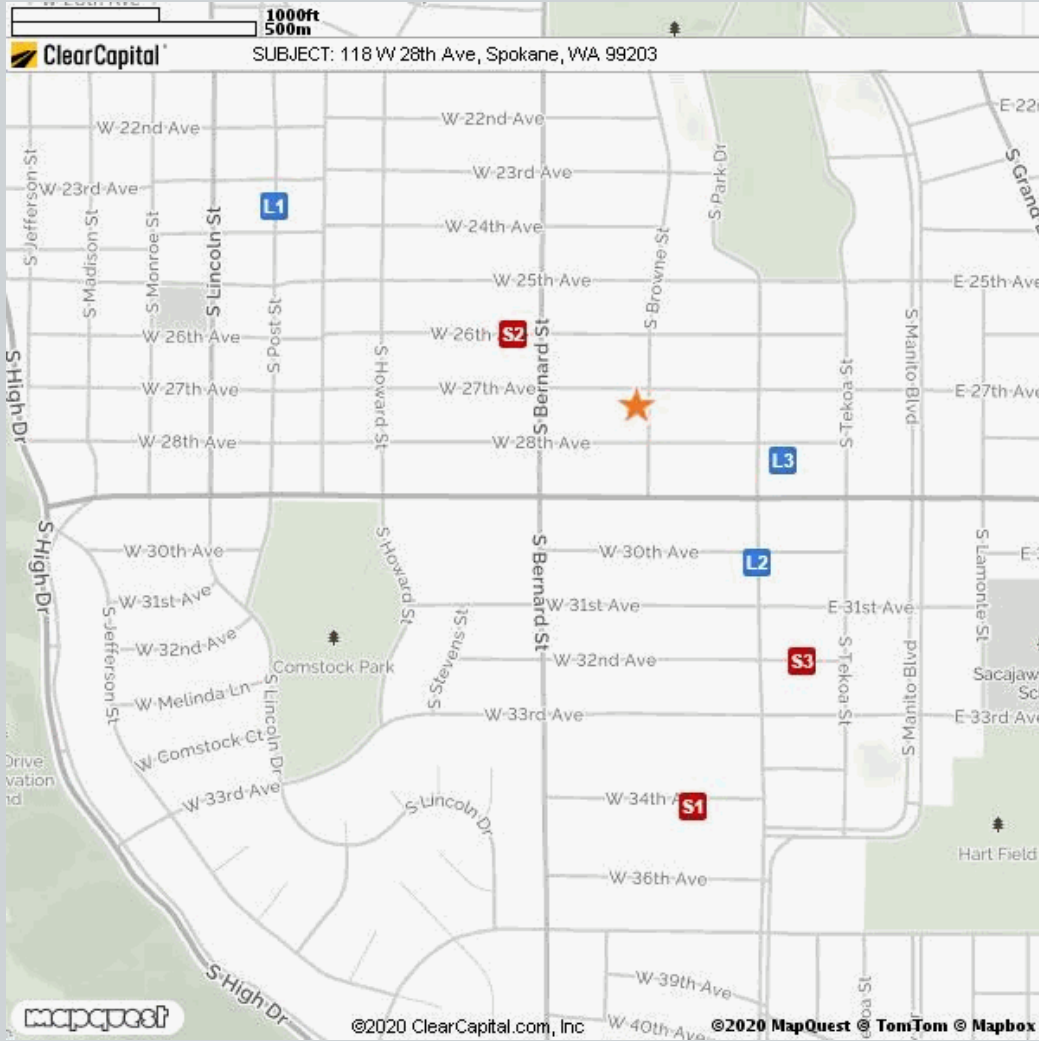 1000ft
500m
ClearCapital
SUBJECT: 118 W 28th Ave, Spokane, WA 99203
W 22nd Ave
W 22nd Ave
E 22n
S Jefferson St
W 23rd Ave
S Madison St
S Monroe St
S Lincoln St
L1
W 23rd Ave
S Park Dr
S Grand
W 24th Ave
S Browne St
W 25th Ave
E 25th Ave
S Post St
W 26th Ave
W 26th
S2
S Bernard St
S High Dr
S Howard St
S Manito Blvd
W 27th Ave
W 27th Ave
E 27th Ave
S Tekoa St
W 28th Ave
W 28th Ave
L3
S High Dr
W 30th Ave
S Howard St
S Bernard St
W 30th Ave
L2
S Lamonte St
E 3
W 31st Ave
W 31st Ave
E 31st Ave
S Jefferson St
W 32nd Ave
Comstock Park
S Stevens St
W 32nd Ave
S3
S Tekoa St
S Manito Blvd
Sacajaw
Sc
W Melinda Ln
S Lincoln Dr
W 33rd Ave
E 33rd Ave
W Comstock Ct
Drive
vation
nd
W 33rd Ave
S Lincoln Dr
W 34th A
S1
Hart Field
W 36th Ave
S High Dr
W 39th Ave
W 40th Ave
mapquest
©2020 ClearCapital.com, Inc
©2020 MapQuest © TomTom © Mapbox